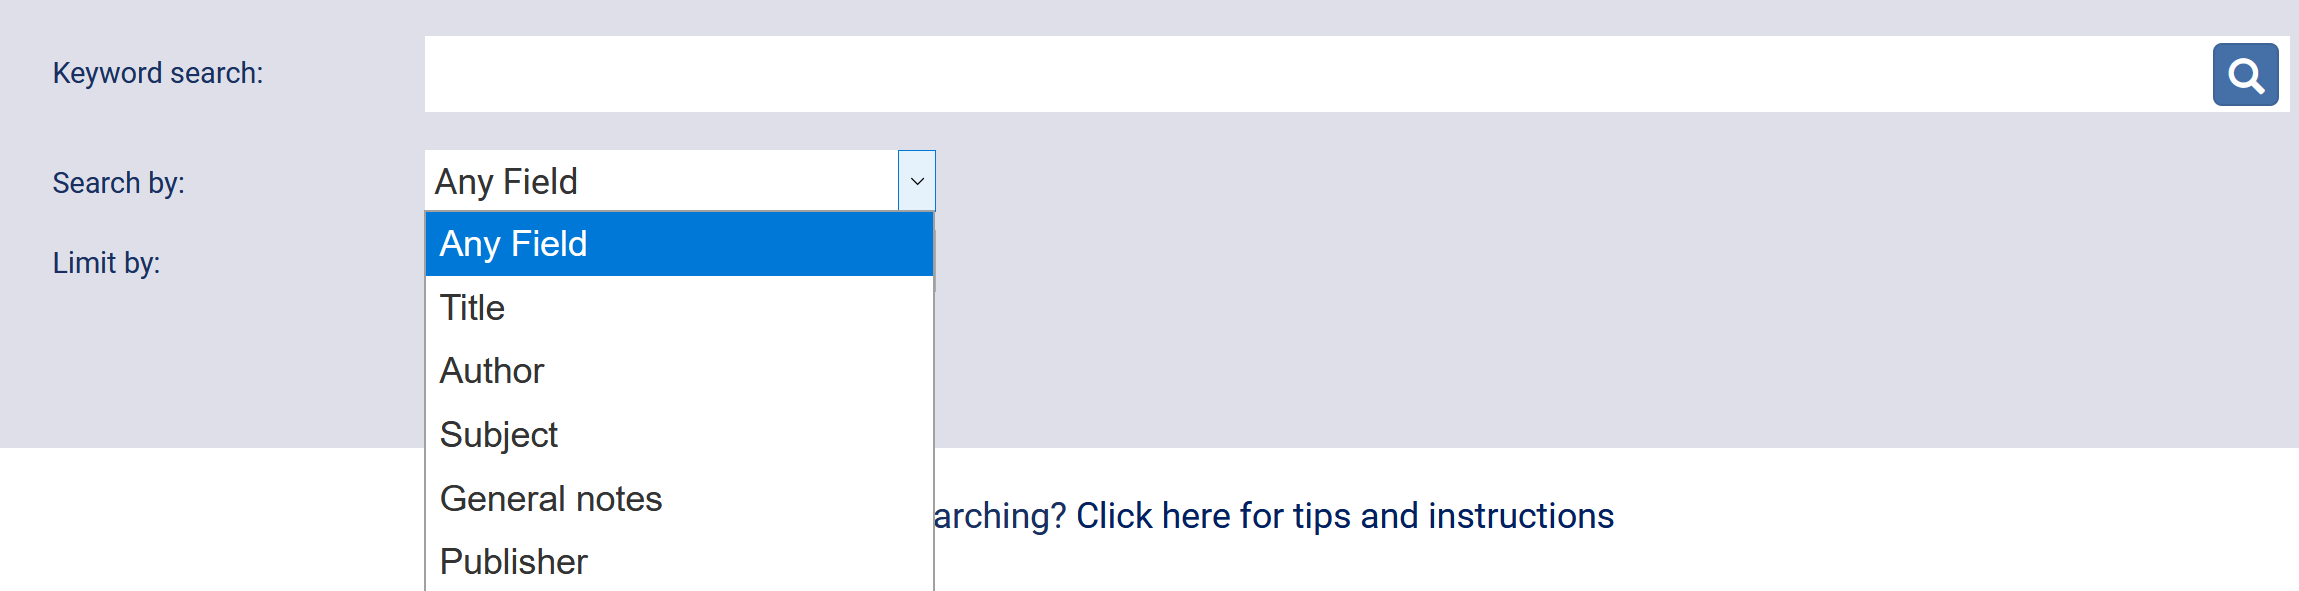 Keyword search:
Search by:
Any Field
Any Field
Limit by:
Title
Author
Subject
General notes
arching? Click here for tips and instructions
Publisher